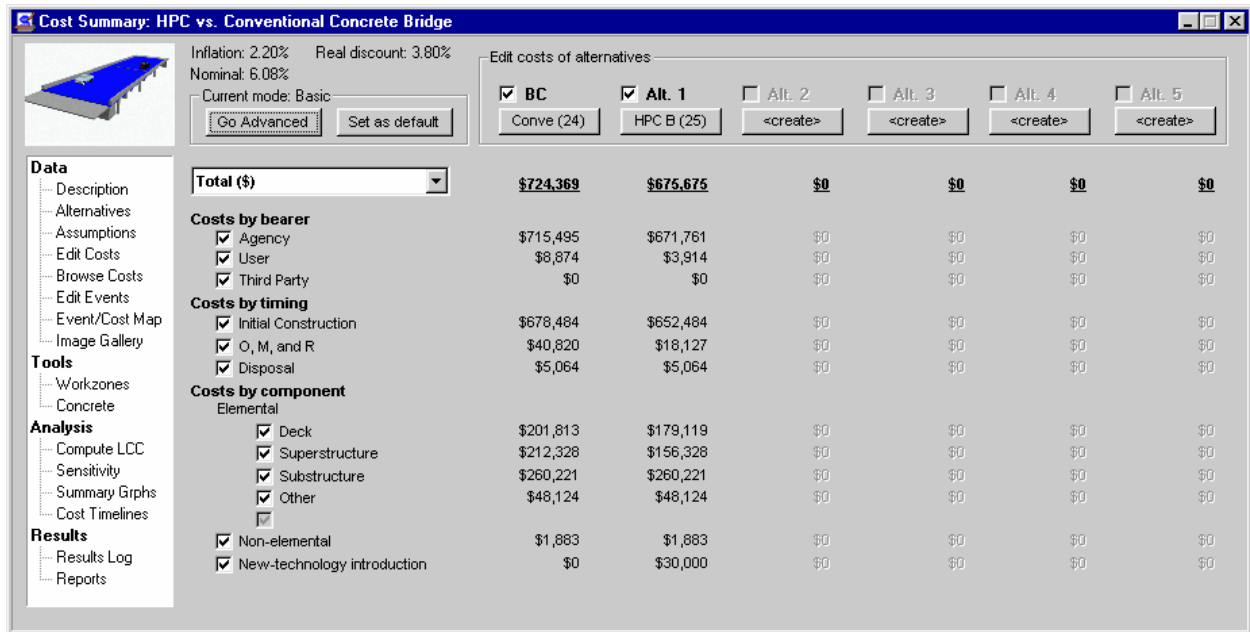 Cost Summary: HPC vs. Conventional Concrete Bridge
Inflation: 2.20% Real discount: 3.80%
Nominal: 6.08%
Current mode: Basic
Go Advanced Set as default
Edit costs of alternatives
BC Alt. 1 Alt. 2 Alt. 3 Alt. 4 Alt. 5
Conve (24) HPC B (25) <create> <create> <create> <create>
Data
Description
Alternatives
Assumptions
Edit Costs
Browse Costs
Edit Events
Event/Cost Map
Image Gallery
Tools
Workzones
Concrete
Analysis
Compute LCC
Sensitivity
Summary Grphs
Cost Timelines
Results
Results Log
Reports
Total ($) $724,369 $675,675 $0 $0 $0 $0
Costs by bearer
Agency $715,495 $671,761 $0 $0 $0 $0
User $8,874 $3,914 $0 $0 $0 $0
Third Party $0 $0 $0 $0 $0 $0
Costs by timing
Initial Construction $678,484 $652,484 $0 $0 $0 $0
O, M, and R $40,820 $18,127 $0 $0 $0 $0
Disposal $5,064 $5,064 $0 $0 $0 $0
Costs by component
Elemental
Deck $201,813 $179,119 $0 $0 $0 $0
Superstructure $212,328 $156,328 $0 $0 $0 $0
Substructure $260,221 $260,221 $0 $0 $0 $0
Other $48,124 $48,124 $0 $0 $0 $0
Non-elemental $1,883 $1,883 $0 $0 $0 $0
New-technology introduction $0 $30,000 $0 $0 $0 $0